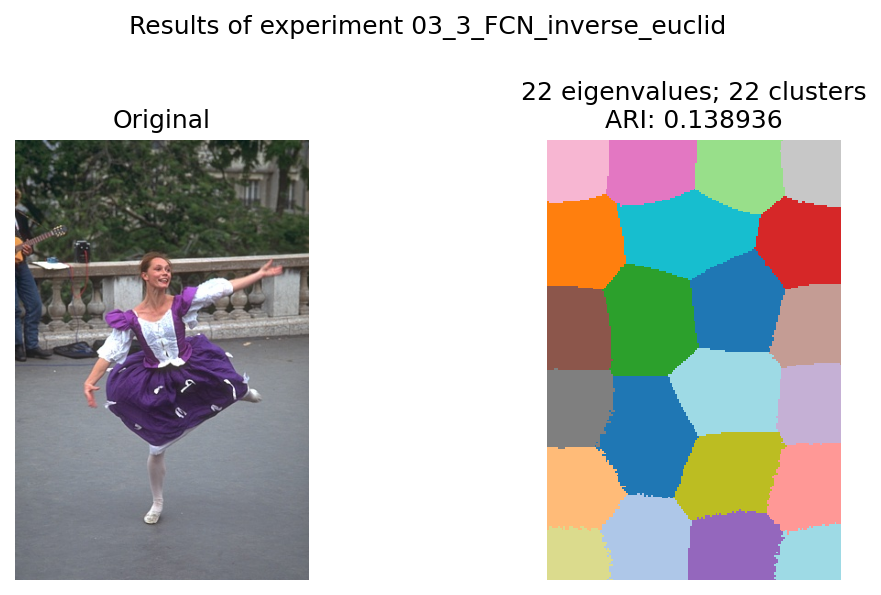 Results of experiment 03_3_FCN_inverse_euclid
Original
22 eigenvalues; 22 clusters
ARI: 0.138936